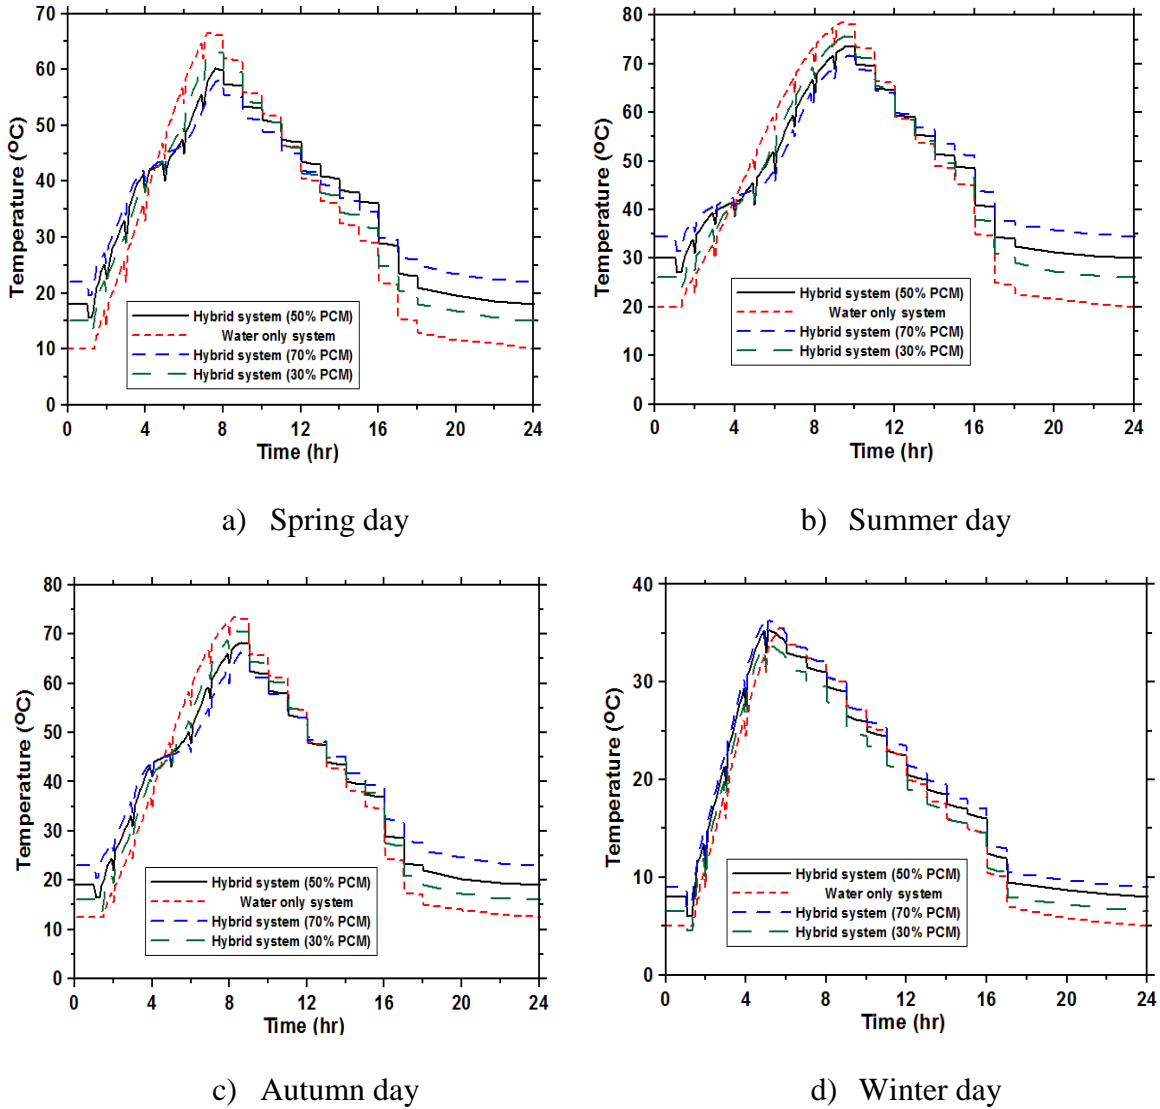 70
60
50
40
30
20
10
0
Temperature (ᴼC)
Hybrid system (50% PCM)
Water only system
Hybrid system (70% PCM)
Hybrid system (30% PCM)
0 4 8 12 16 20 24
Time (hr)
a) Spring day
80
70
60
50
40
30
20
10
0
Temperature (ᴼC)
Hybrid system (50% PCM)
Water only system
Hybrid system (70% PCM)
Hybrid system (30% PCM)
0 4 8 12 16 20 24
Time (hr)
b) Summer day
80
70
60
50
40
30
20
10
0
Temperature (ᴼC)
Hybrid system (50% PCM)
Water only system
Hybrid system (70% PCM)
Hybrid system (30% PCM)
0 4 8 12 16 20 24
Time (hr)
c) Autumn day
40
30
20
10
0
Temperature (ᴼC)
Hybrid system (50% PCM)
Water only system
Hybrid system (70% PCM)
Hybrid system (30% PCM)
0 4 8 12 16 20 24
Time (hr)
d) Winter day